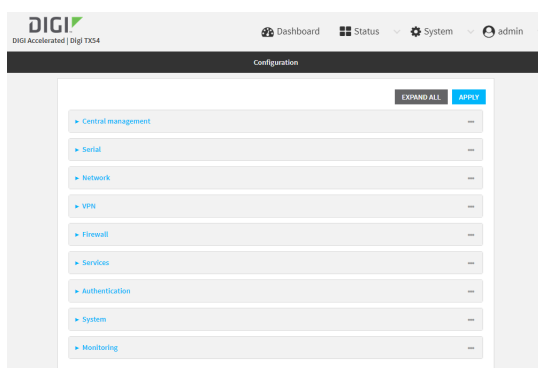 DIGI
DIGI Accelerated | Digi TX54
Dashboard Status System admin
Configuration
EXPAND ALL APPLY
Central management
Serial
Network
VPN
Firewall
Services
Authentication
System
Monitoring